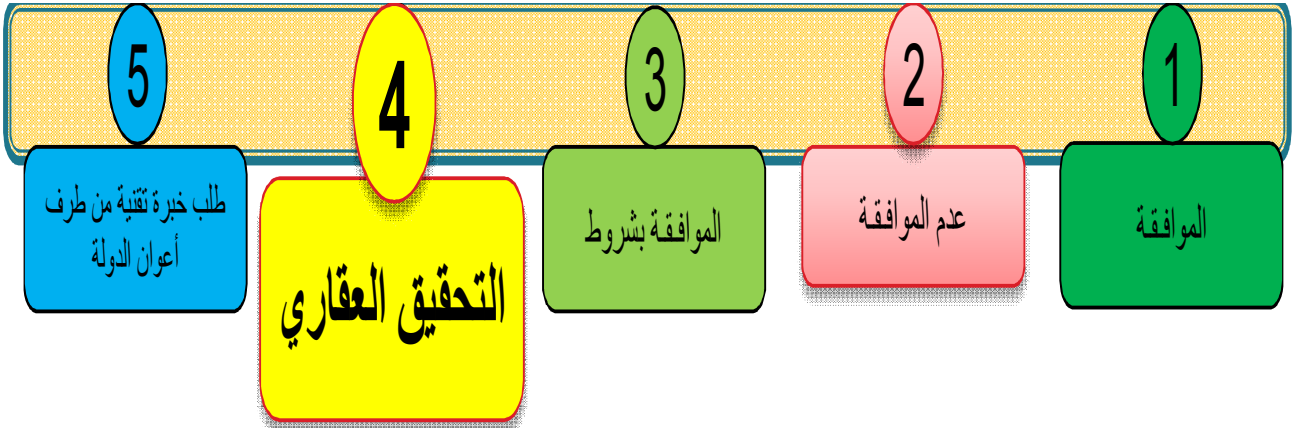 1
الموافقة
2
عدم الموافقة
3
الموافقة بشروط
4
التحقيق العقاري
5
طلب خبرة تقنية من طرف
أعوان الدولة